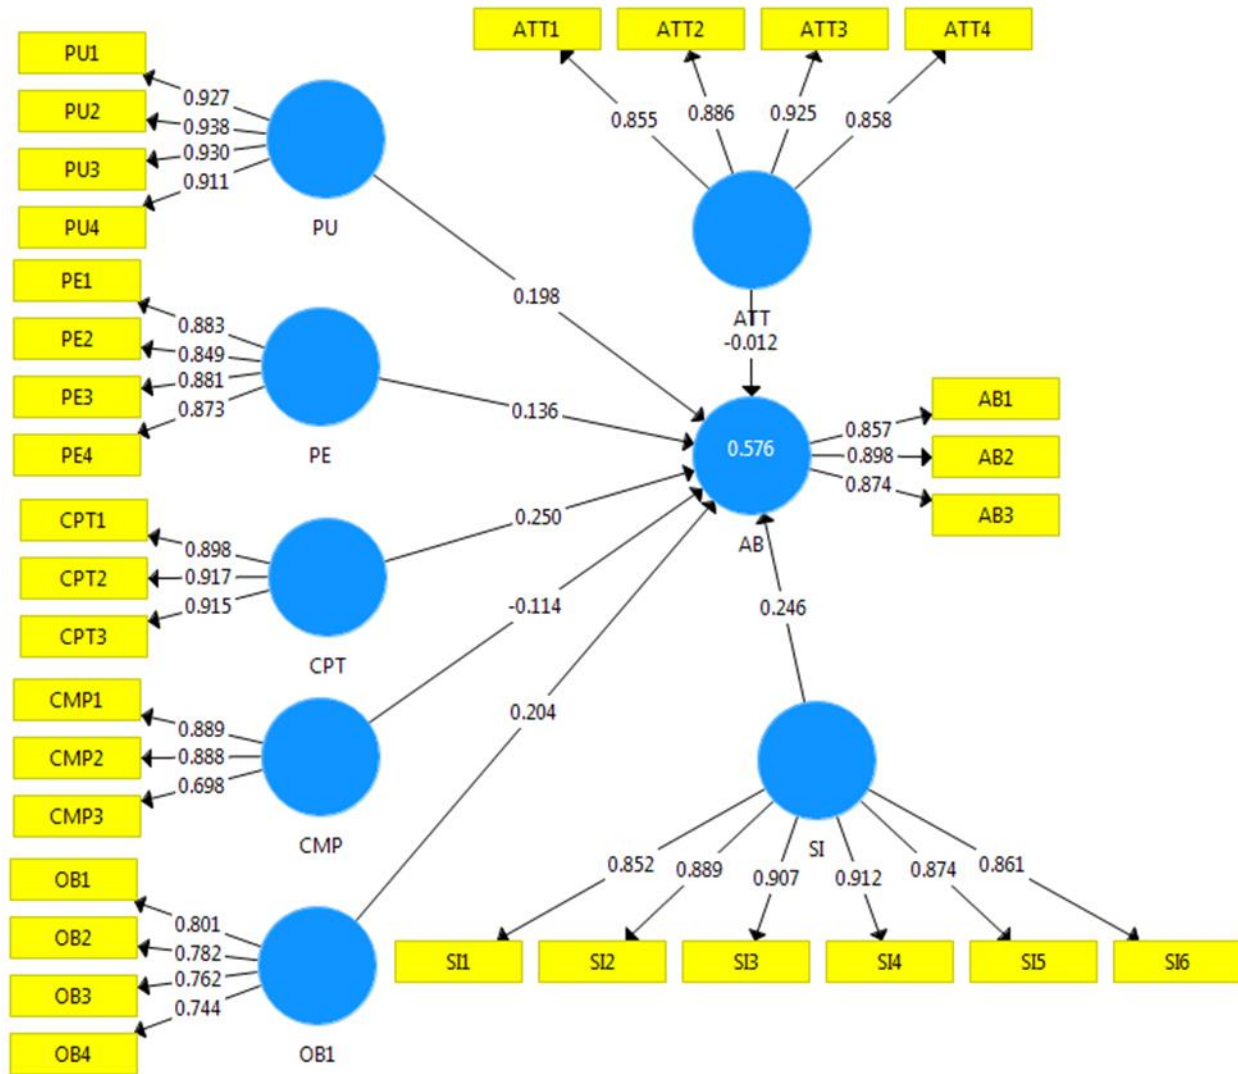 ATT1 ATT2 ATT3 ATT4
0.855 0.886 0.925 0.858
ATT
-0.012
PU1
PU2
PU3
PU4
0.927
0.938
0.930
0.911
PU
0.198
PE1
PE2
PE3
PE4
0.883
0.849
0.881
0.873
PE
0.136
CPT1
CPT2
CPT3
0.898
0.917
0.915
CPT
0.250
CMP1
CMP2
CMP3
0.889
0.888
0.698
CMP
-0.114
OB1
OB2
OB3
OB4
0.801
0.782
0.762
0.744
OB1
0.204
0.576
AB
0.857
0.898
0.874
AB1
AB2
AB3
0.246
SI
0.852 0.889 0.907 0.912 0.874 0.861
SI1 SI2 SI3 SI4 SI5 SI6